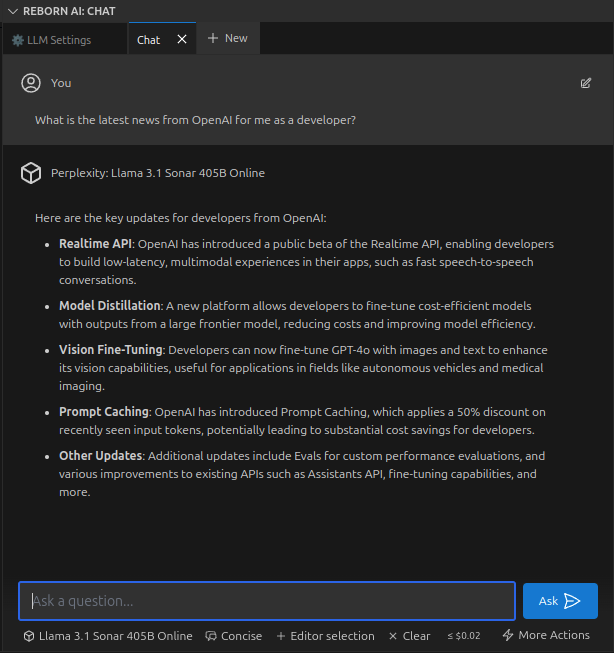 REBORN AI: CHAT
LLM Settings
Chat
New
You
What is the latest news from OpenAI for me as a developer?
Perplexity: Llama 3.1 Sonar 405B Online
Here are the key updates for developers from OpenAI:
• Realtime API: OpenAI has introduced a public beta of the Realtime API, enabling developers
to build low-latency, multimodal experiences in their apps, such as fast speech-to-speech
conversations.
• Model Distillation: A new platform allows developers to fine-tune cost-efficient models
with outputs from a large frontier model, reducing costs and improving model efficiency.
• Vision Fine-Tuning: Developers can now fine-tune GPT-4o with images and text to enhance
its vision capabilities, useful for applications in fields like autonomous vehicles and medical
imaging.
• Prompt Caching: OpenAI has introduced Prompt Caching, which applies a 50% discount on
recently seen input tokens, potentially leading to substantial cost savings for developers.
• Other Updates: Additional updates include Evals for custom performance evaluations, and
various improvements to existing APIs such as Assistants API, fine-tuning capabilities, and
more.
Ask a question...
Ask
Llama 3.1 Sonar 405B Online
Concise
+ Editor selection
Clear
≤ $0.02
More Actions